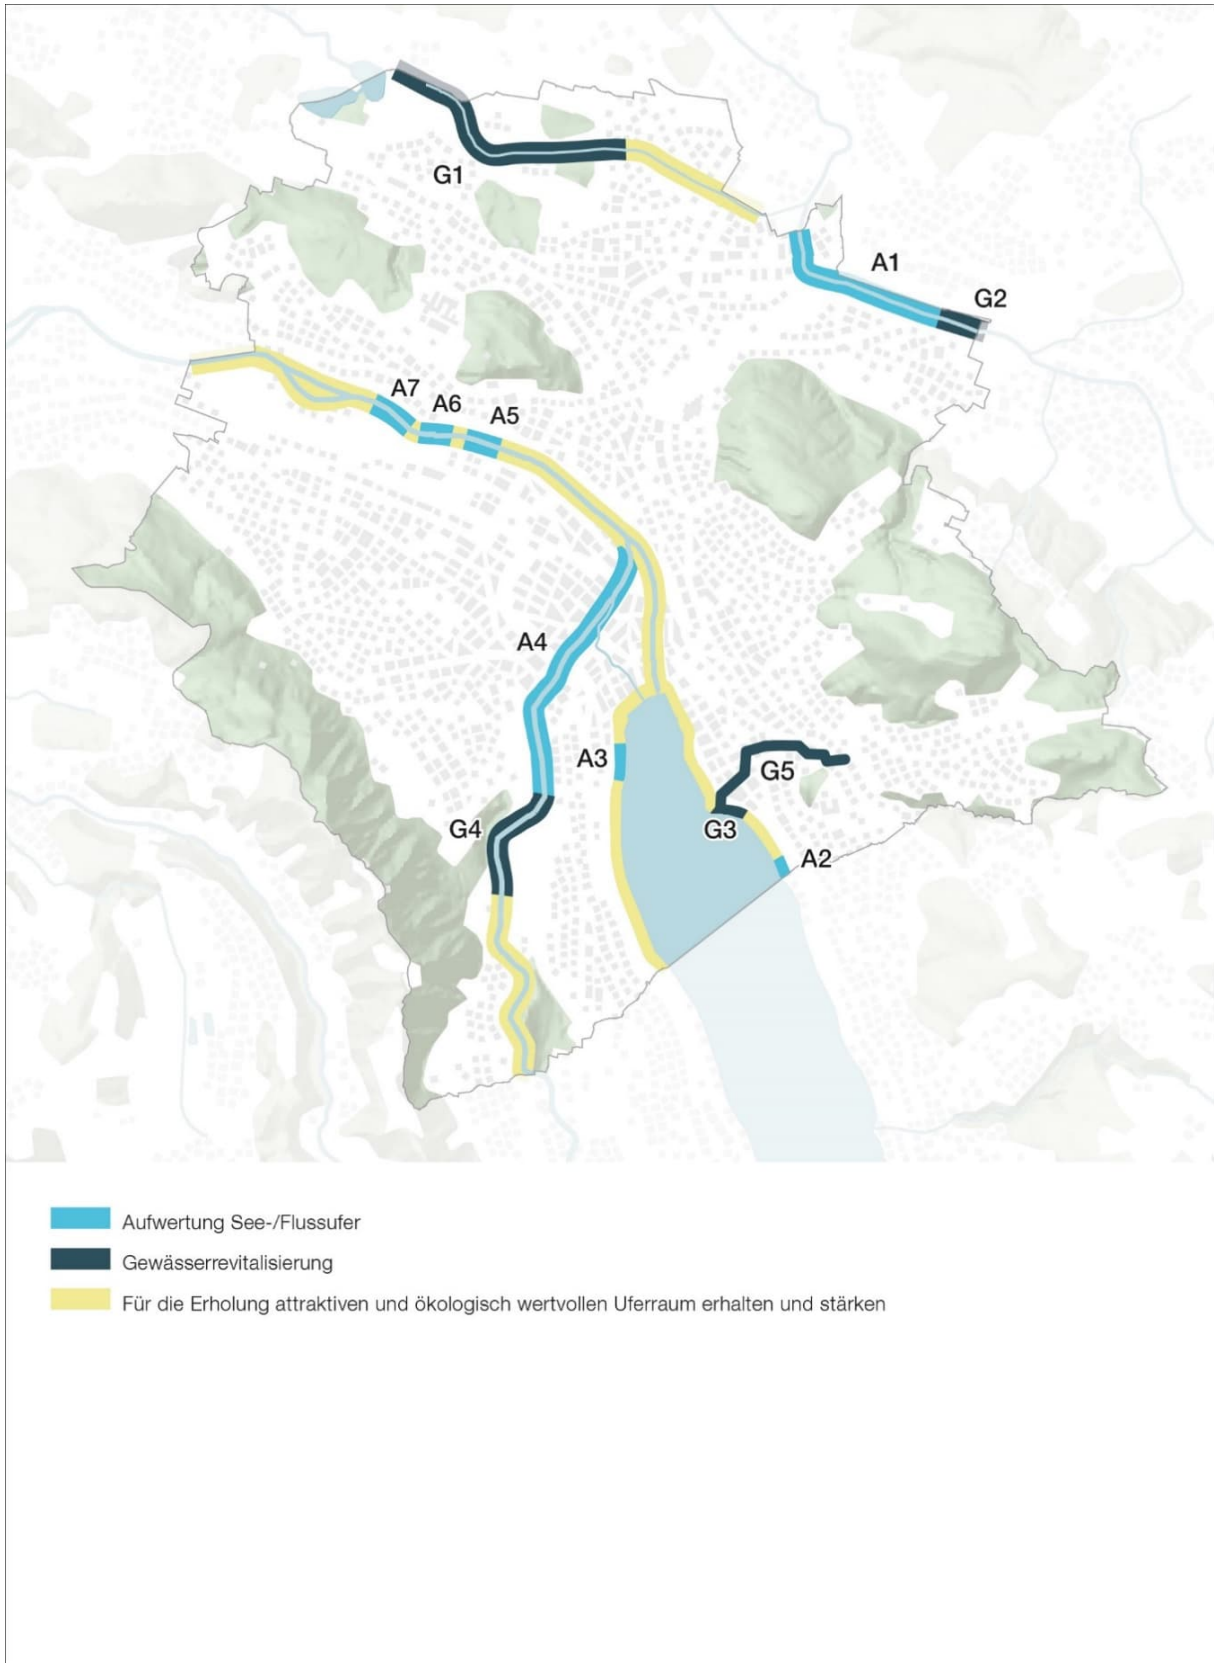 G1
A1
G2
A7
A6
A5
A4
A3
G5
G4
G3
A2
Aufwertung See-/Flussufer
Gewässerrevitalisierung
Für die Erholung attraktiven und ökologisch wertvollen Uferraum erhalten und stärken